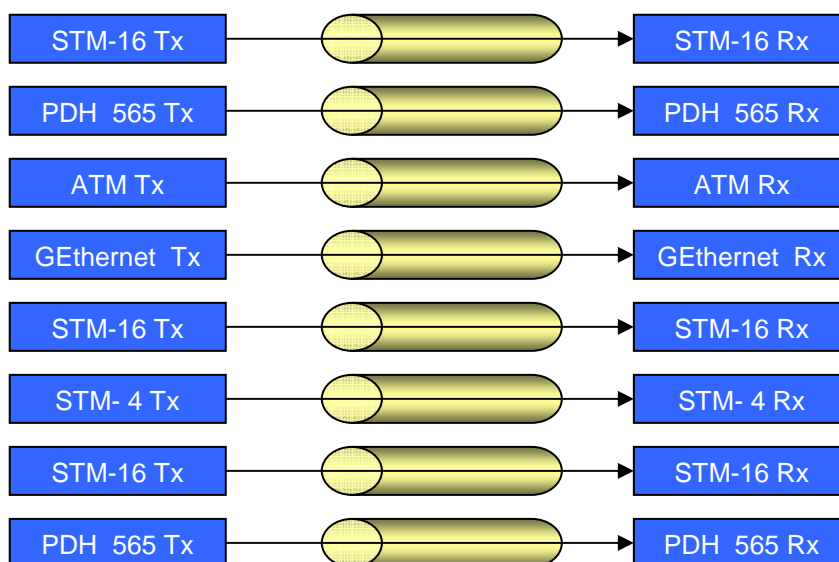 STM-16 Tx STM-16 Rx
PDH 565 Tx PDH 565 Rx
ATM Tx ATM Rx
GEthernet Tx GEthernet Rx
STM-16 Tx STM-16 Rx
STM- 4 Tx STM- 4 Rx
STM-16 Tx STM-16 Rx
PDH 565 Tx PDH 565 Rx